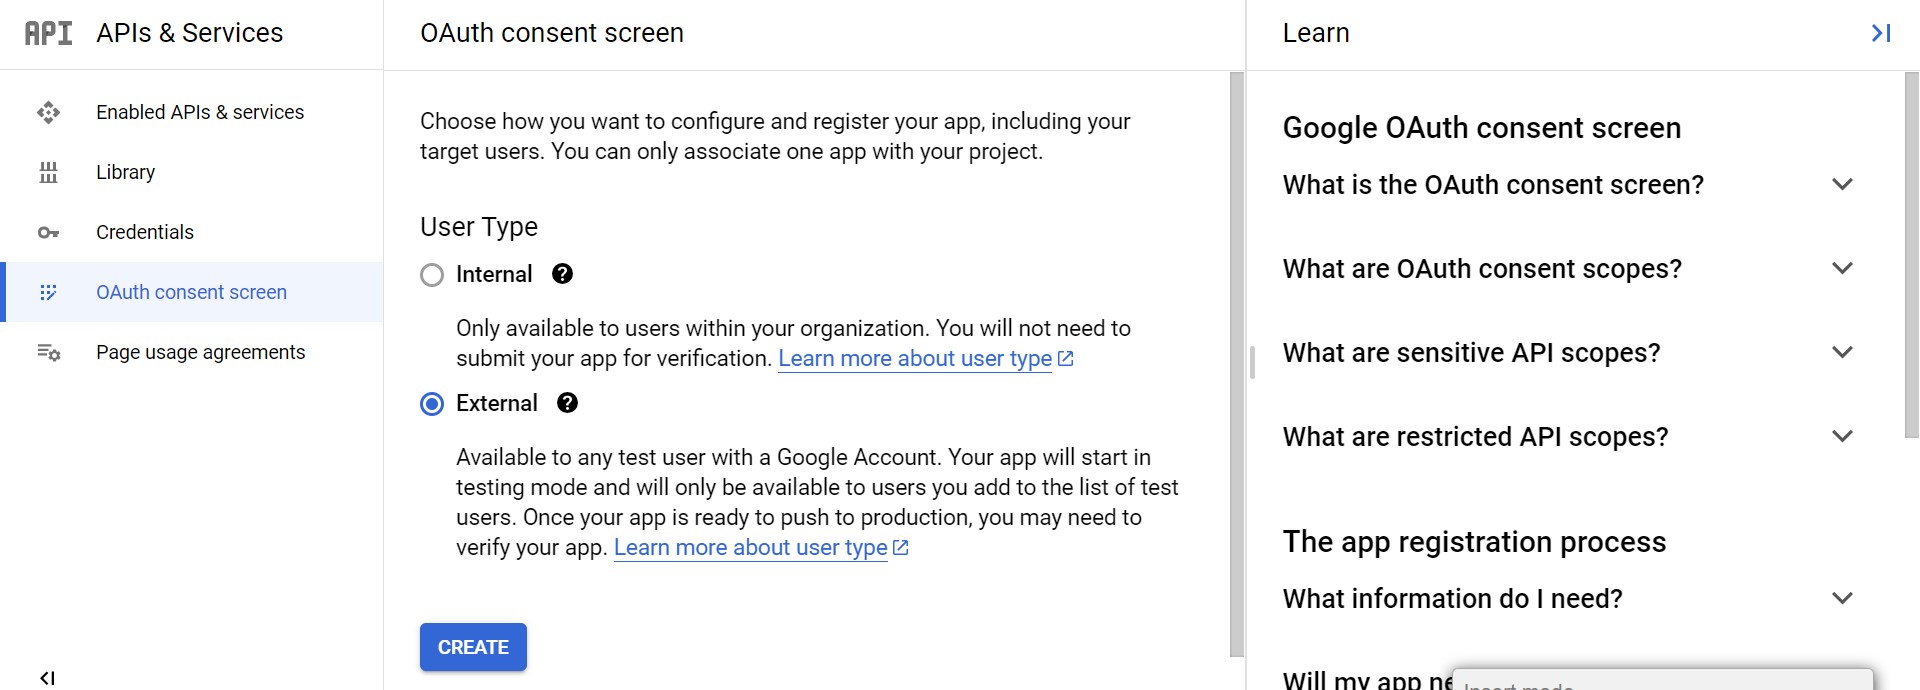 API APIs & Services
Enabled APIs & services
Library
Credentials
OAuth consent screen
Page usage agreements
OAuth consent screen
Choose how you want to configure and register your app, including your
target users. You can only associate one app with your project.
User Type
Internal
Only available to users within your organization. You will not need to
submit your app for verification. Learn more about user type
External
Available to any test user with a Google Account. Your app will start in
testing mode and will only be available to users you add to the list of test
users. Once your app is ready to push to production, you may need to
verify your app. Learn more about user type
CREATE
Learn
Google OAuth consent screen
What is the OAuth consent screen?
What are OAuth consent scopes?
What are sensitive API scopes?
What are restricted API scopes?
The app registration process
What information do I need?
Will my app
Insert mode